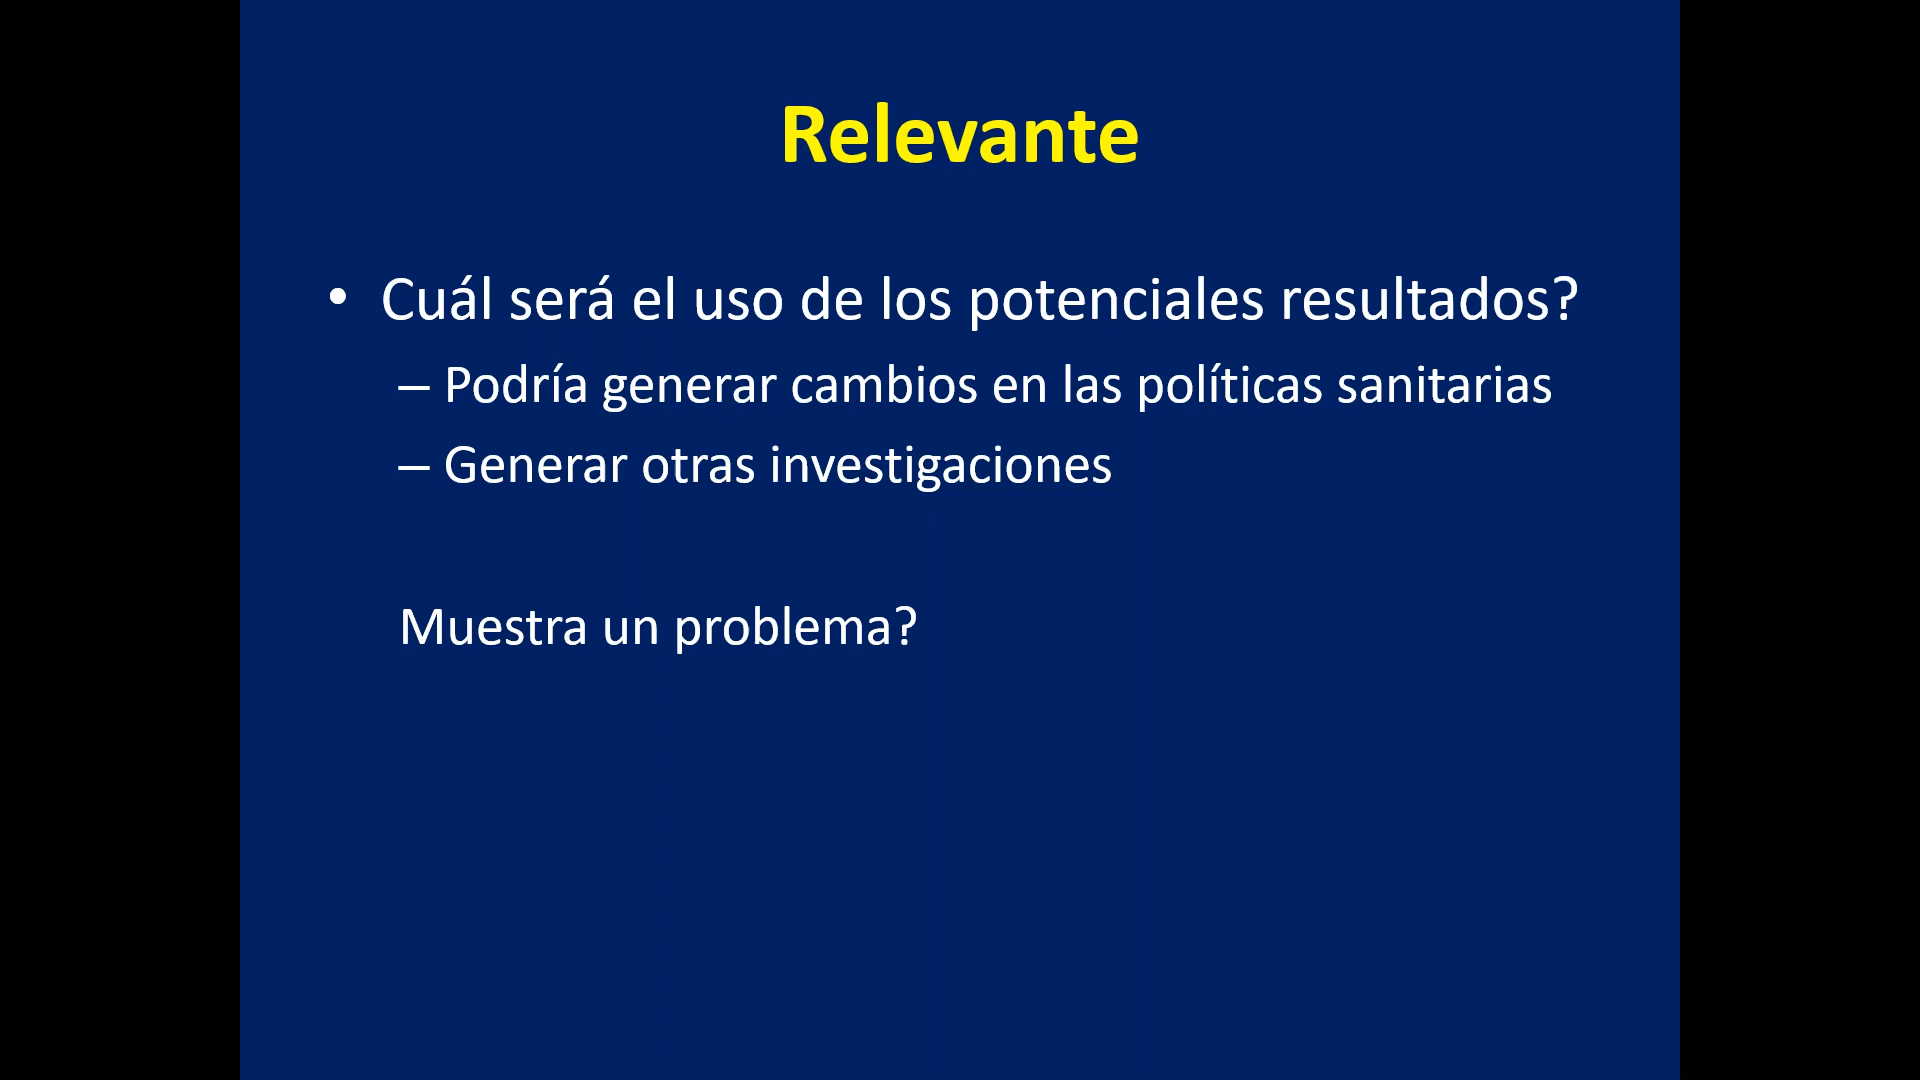 Relevante
• Cuál será el uso de los potenciales resultados?
– Podría generar cambios en las políticas sanitarias
– Generar otras investigaciones
Muestra un problema?